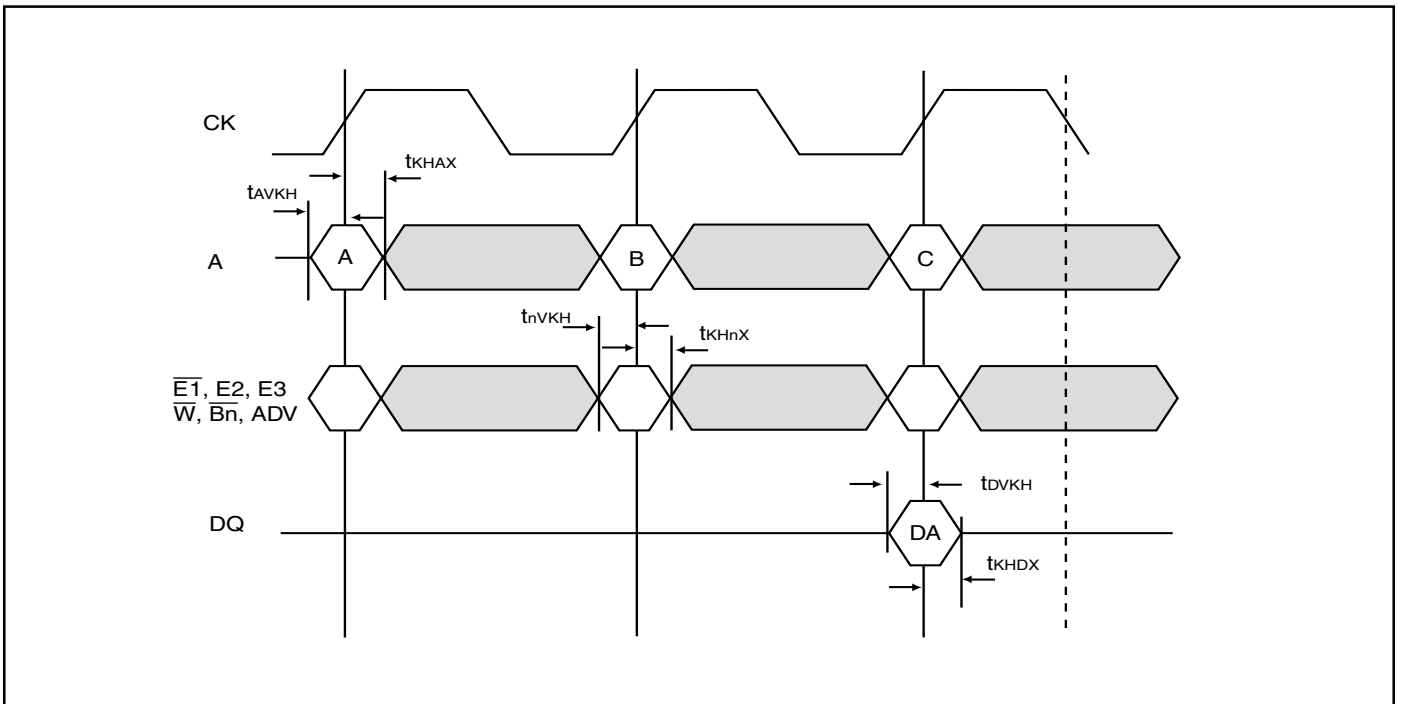 CK
tKHAX
tAVKH
A
A
B
C
tnVKH
tKHnX
E1, E2, E3
W, Bn, ADV
tDVKH
DQ
DA
tKHDX